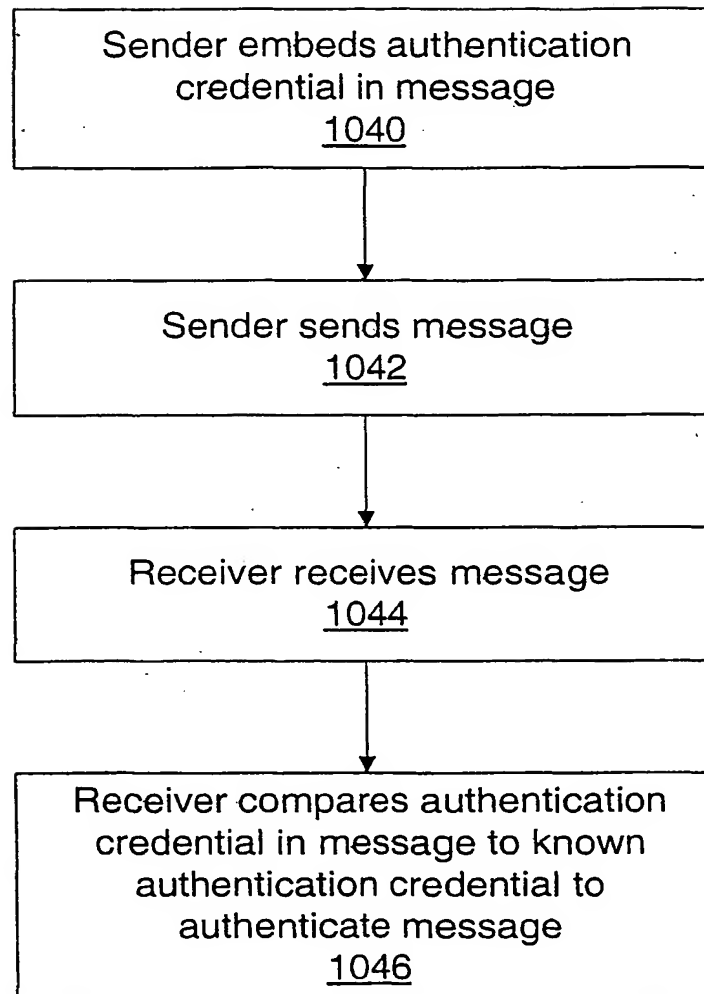 Sender embeds authentication
credential in message
1040
Sender sends message
1042
Receiver receives message
1044
Receiver compares authentication
credential in message to known
authentication credential to
authenticate message
1046